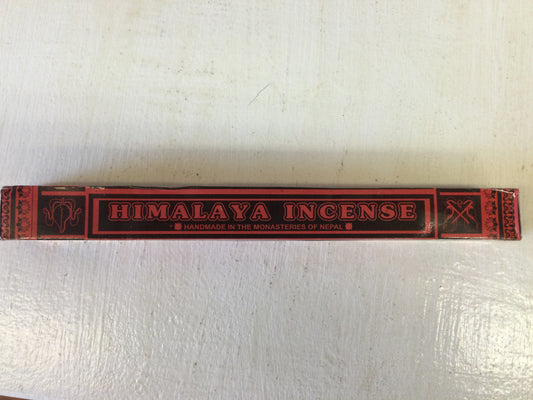 HIMALAYA INCENSE
HANDMADE IN THE MONASTERIES OF NEPAL